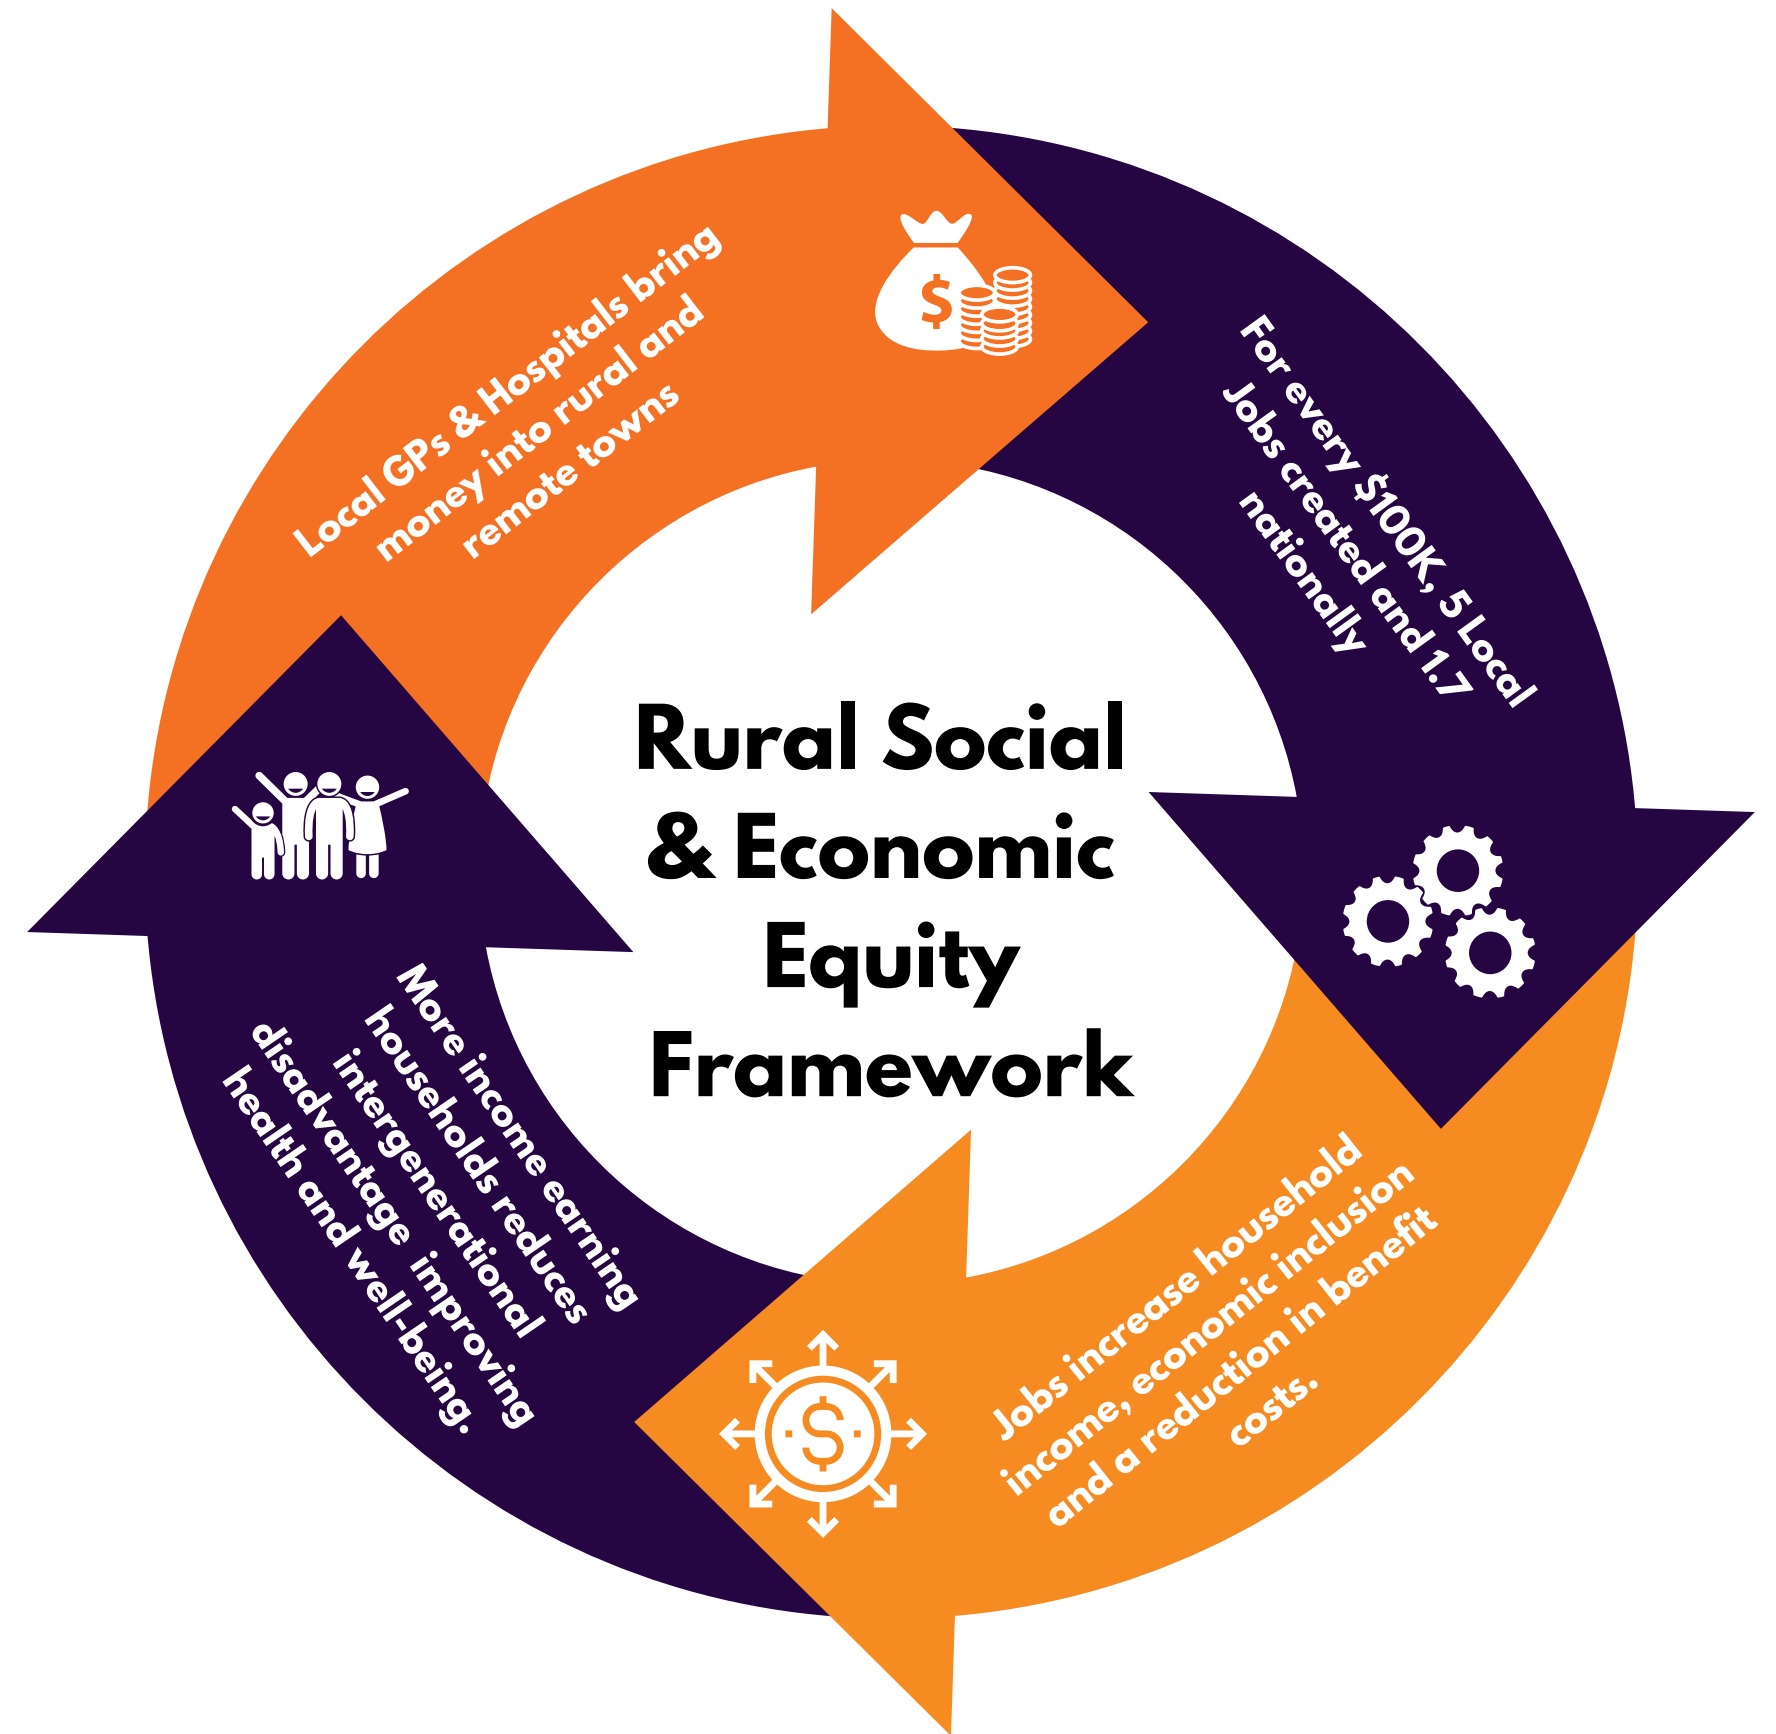 Rural Social
& Economic
Equity
Framework
Local GPs & Hospitals bring
money into rural and
remote towns
$
For every $100K, 5 Local
Jobs created and 1.7
nationally
Jobs increase household
income, economic inclusion
and a reduction in benefit
costs.
$
More income earning
households reduces
intergenerational
disadvantage improving
health and well-being.